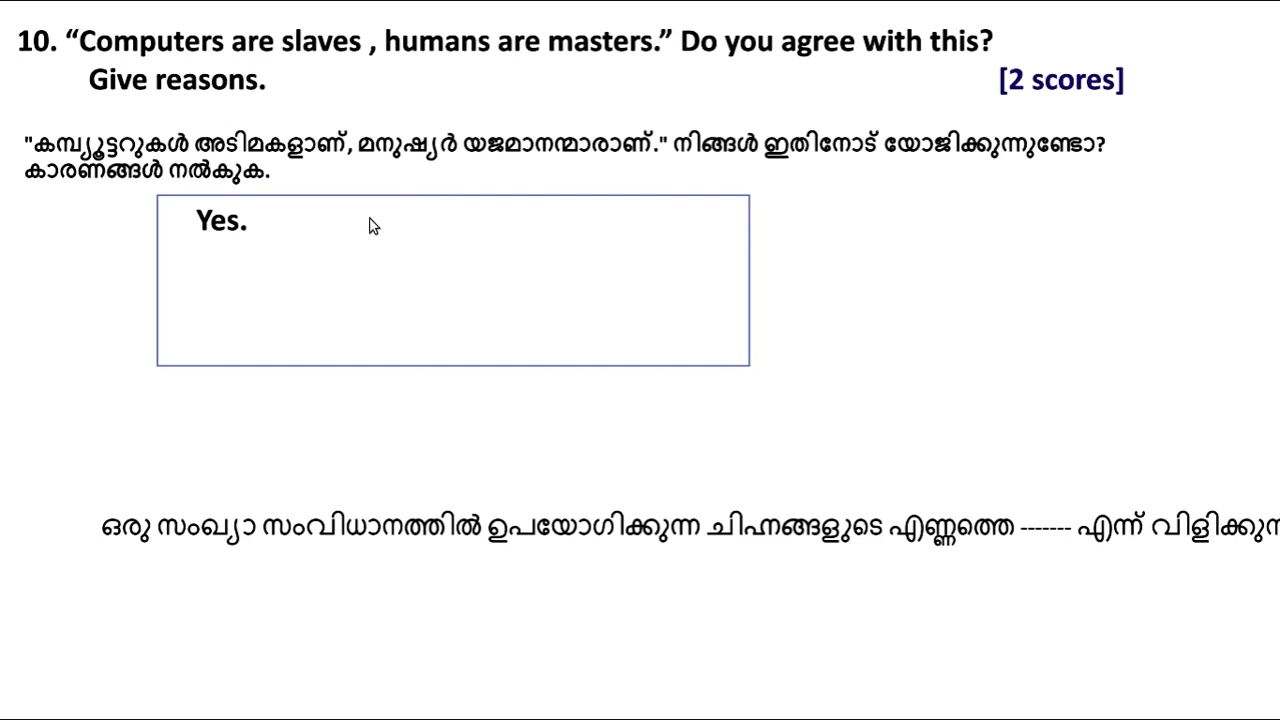 10. “Computers are slaves , humans are masters.” Do you agree with this?
Give reasons. [2 scores]
"കമ്പ്യൂട്ടറുകൾ അടിമകളാണ്, മനുഷ്യർ യജമാനന്മാരാണ്." നിങ്ങൾ ഇതിനോട് യോജിക്കുന്നുണ്ടോ?
കാരണങ്ങൾ നൽകുക.
Yes.
ഒരു സംഖ്യാ സംവിധാനത്തിൽ ഉപയോഗിക്കുന്ന ചിഹ്നങ്ങളുടെ എണ്ണത്തെ ------- എന്ന്